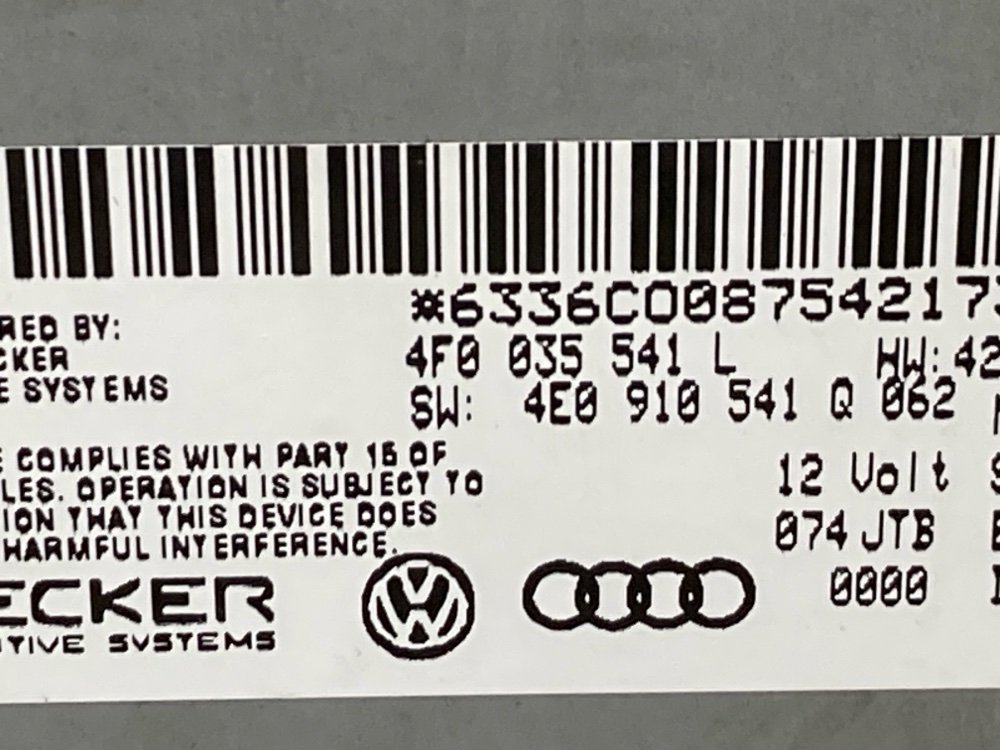 *6336C0087542173
RED BY:
CKER
E SYSTEMS
4F0 035 541 L HW: 42
SW: 4E0 910 541 Q 062
E COMPLIES WITH PART 15 OF
LES. OPERATION IS SUBJECT TO
ION THAT THIS DEVICE DOES
HARMFUL INTERFERENCE.
12 Volt S
074 JTB
0000
ECKER
TIVE SYSTEMS